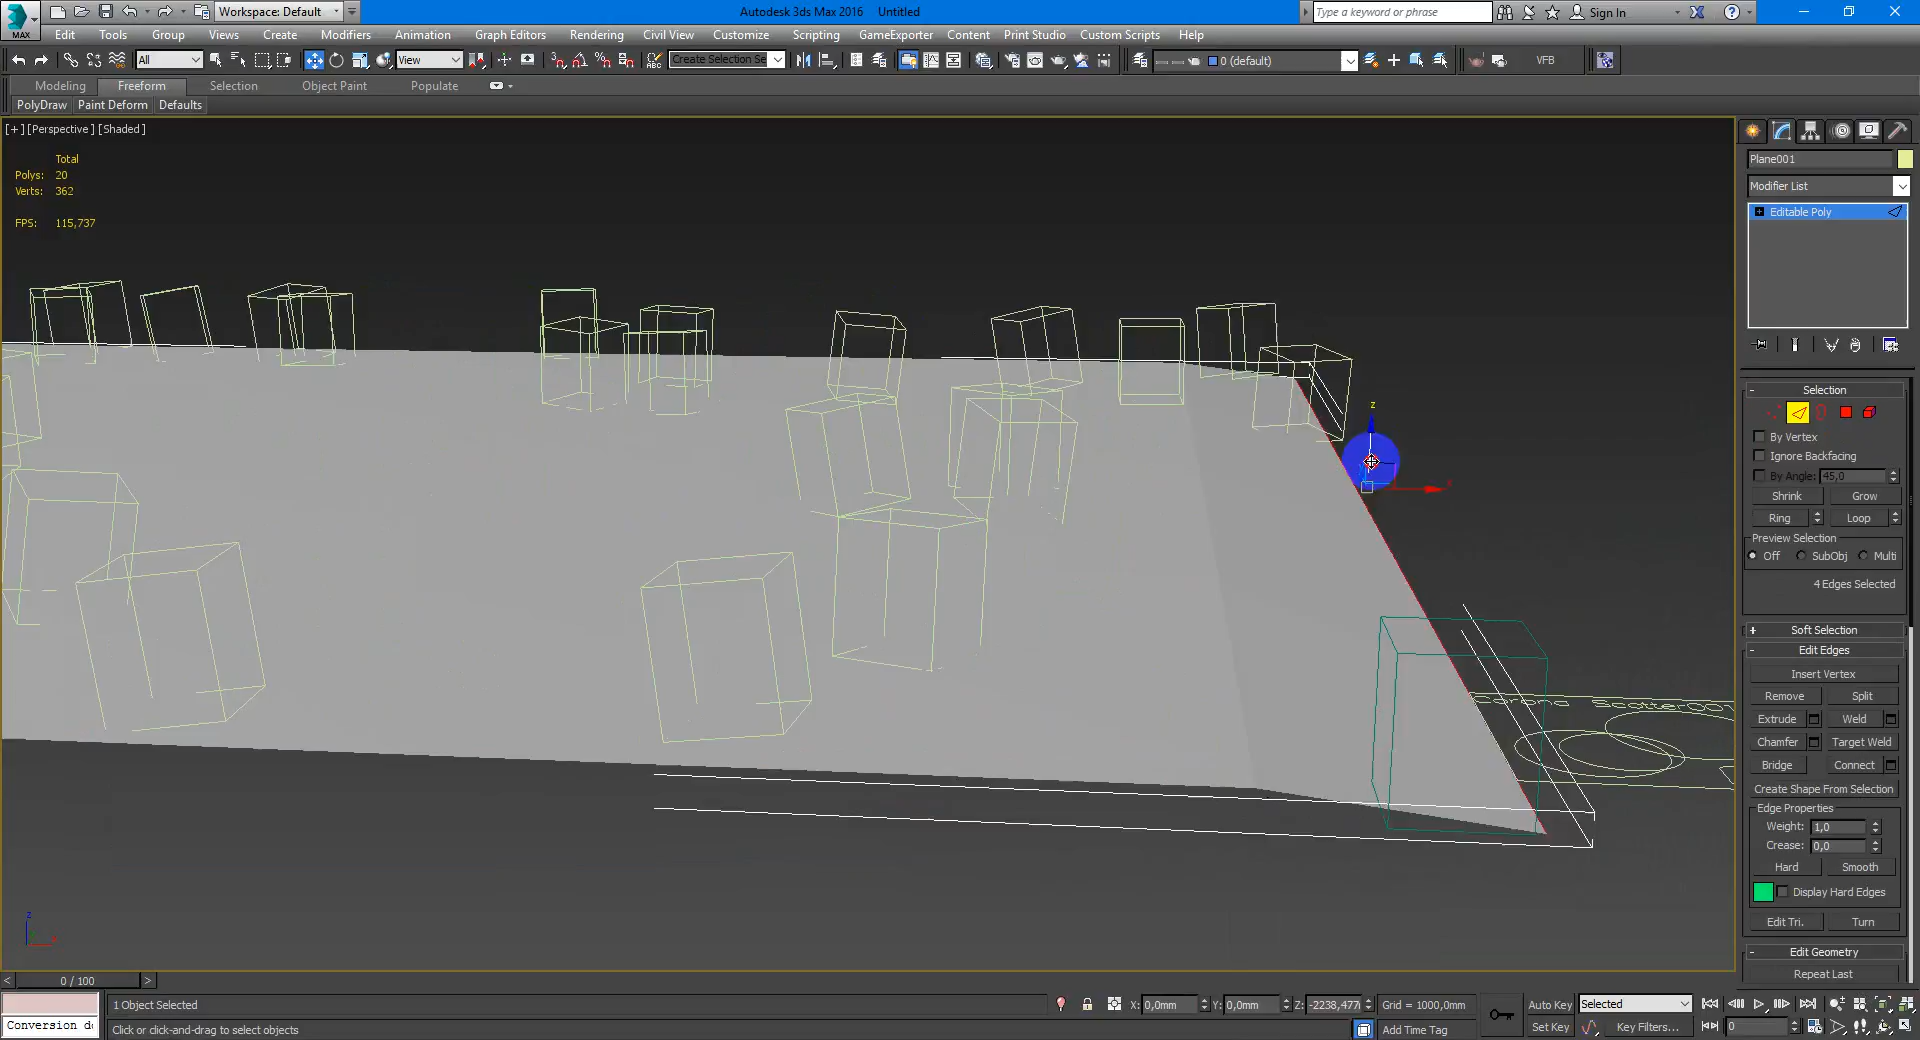 MAX
Workspace: Default
Autodesk 3ds Max 2016 Untitled
Type a keyword or phrase
Sign In
Edit Tools Group Views Create Modifiers Animation Graph Editors Rendering Civil View Customize Scripting GameExporter Content Print Studio Custom Scripts Help
All
View
Create Selection Se
0 (default)
VFB
Modeling Freeform Selection Object Paint Populate
PolyDraw Paint Deform Defaults
[+] [Perspective] [Shaded]
Total
Polys: 20
Verts: 362
FPS: 115,737
z
z
Plane001
Modifier List
Editable Poly
Selection
By Vertex
Ignore Backfacing
By Angle: 45,0
Shrink Grow
Ring Loop
Preview Selection
Off SubObj Multi
4 Edges Selected
Soft Selection
Edit Edges
Insert Vertex
Remove Split
Extrude Weld
Chamfer Target Weld
Bridge Connect
Create Shape From Selection
Edge Properties
Weight: 1,0
Crease: 0,0
Hard Smooth
Display Hard Edges
Edit Tri. Turn
Edit Geometry
Repeat Last
< 0 / 100 >
1 Object Selected
X: 0,0mm Y: 0,0mm Z: -2238,477 Grid = 1000,0mm
Auto Key Selected
Conversion
Click or click-and-drag to select objects
Add Time Tag
Set Key Key Filters... 0